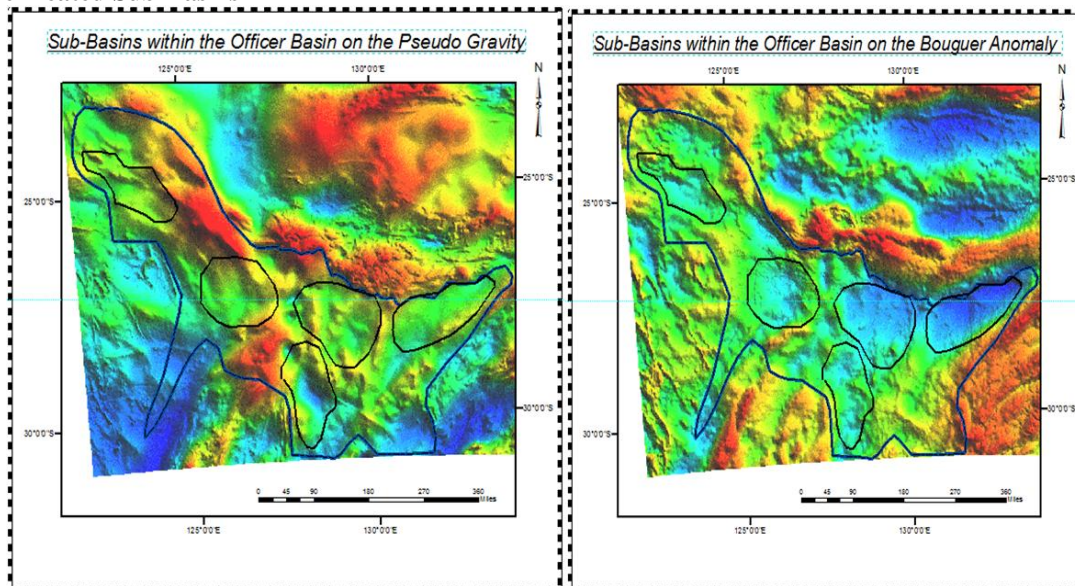 Sub-Basins within the Officer Basin on the Pseudo Gravity
125°0'0"E 130°0'0"E
N
25°0'0"S
25°0'0"S
30°0'0"S
30°0'0"S
0 45 90 180 270 360
Miles
125°0'0"E 130°0'0"E
Sub-Basins within the Officer Basin on the Bouguer Anomaly
125°0'0"E 130°0'0"E
N
25°0'0"S
25°0'0"S
30°0'0"S
30°0'0"S
0 45 90 180 270 360
Miles
125°0'0"E 130°0'0"E